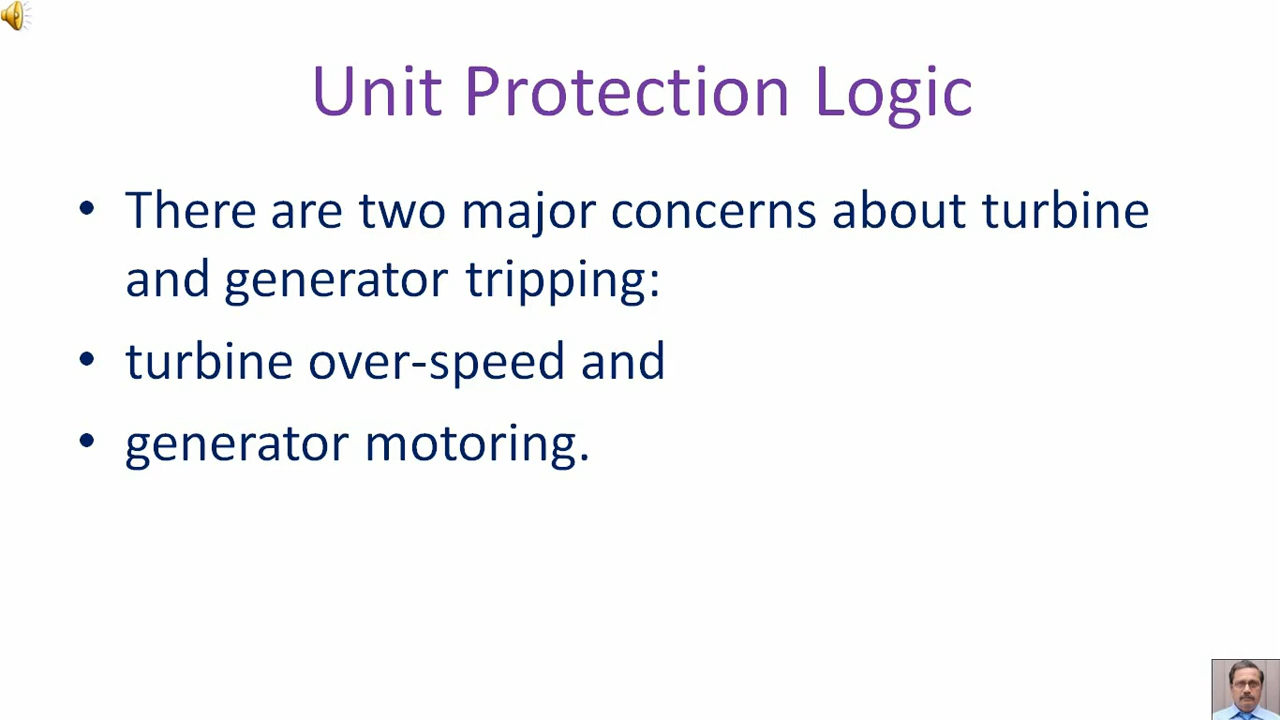 Unit Protection Logic
• There are two major concerns about turbine
and generator tripping:
• turbine over-speed and
• generator motoring.